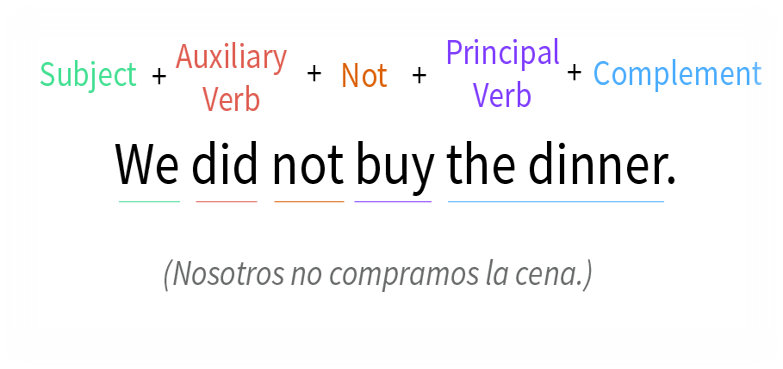 Subject + Auxiliary Verb + Not + Principal Verb + Complement
We did not buy the dinner.
(Nosotros no compramos la cena.)